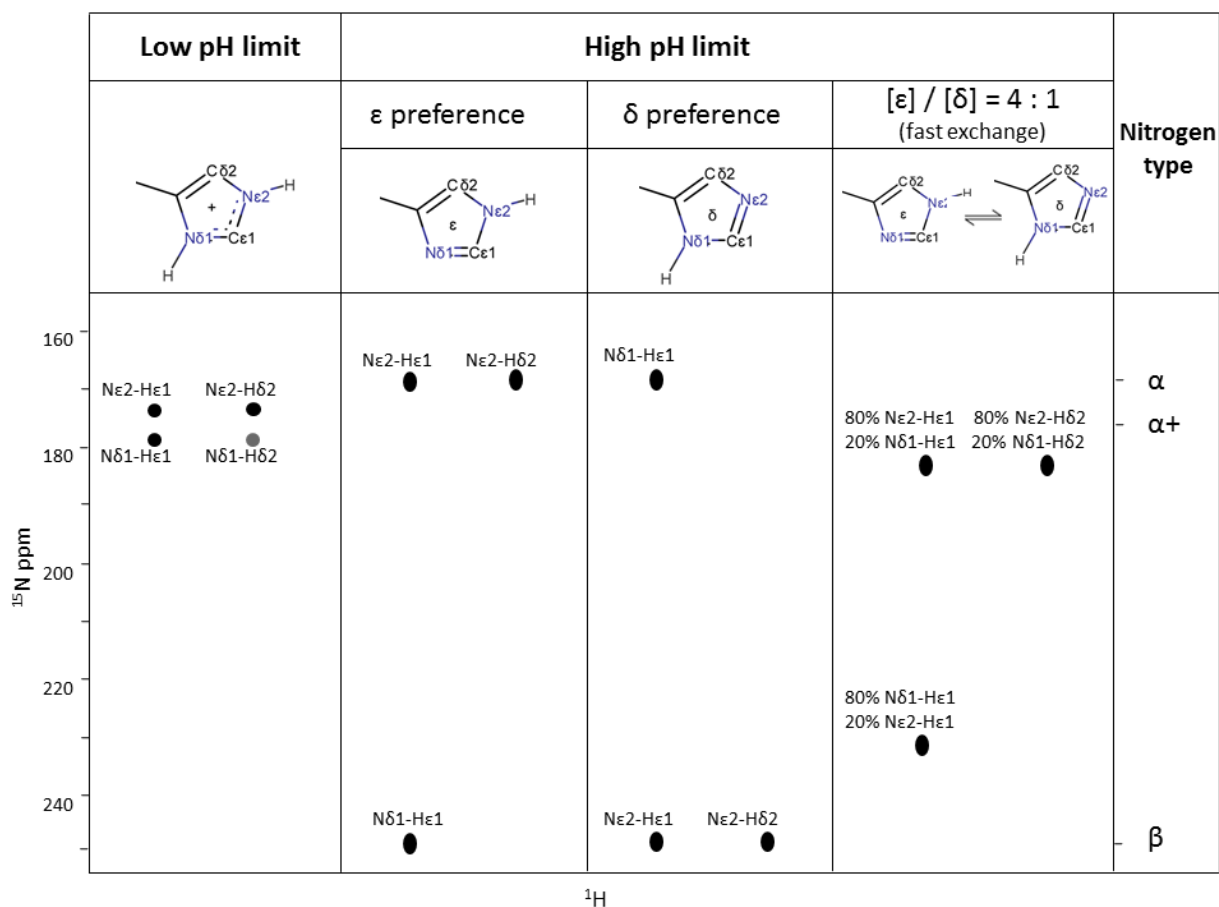 Low pH limit
High pH limit
Nitrogen
type
ε preference
δ preference
[ε] / [δ] = 4 : 1
(fast exchange)
Cδ2
H
Nε2
+
Nδ1
Cε1
H
Cδ2
H
Nε2
ε
Nδ1
Cε1
Cδ2
Nε2
δ
Nδ1
Cε1
H
Cδ2
H
Nε2
ε
Nδ1
Cε1
Cδ2
Nε2
δ
Nδ1
Cε1
H
15N ppm
160
180
200
220
240
Nε2-Hε1
Nε2-Hδ2
Nδ1-Hε1
Nδ1-Hδ2
Nε2-Hε1
Nε2-Hδ2
Nδ1-Hε1
Nδ1-Hε1
Nε2-Hε1
Nε2-Hδ2
80% Nε2-Hε1
20% Nδ1-Hε1
80% Nε2-Hδ2
20% Nδ1-Hδ2
80% Nδ1-Hε1
20% Nε2-Hε1
α
α+
β
1H